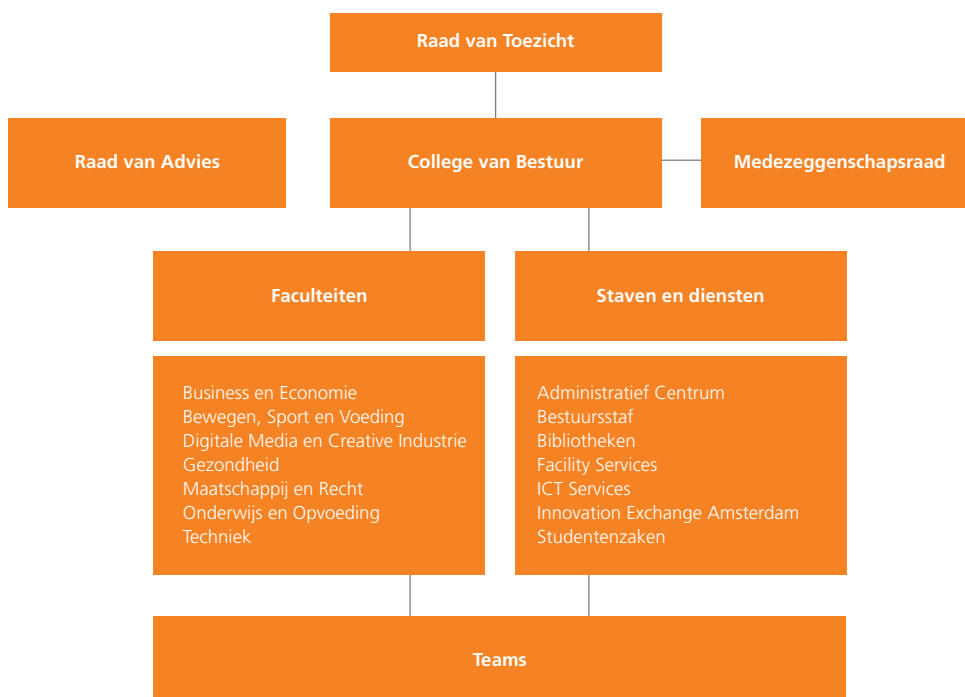 Raad van Toezicht
Raad van Advies
College van Bestuur
Medezeggenschapsraad
Faculteiten
Staven en diensten
Business en Economie
Bewegen, Sport en Voeding
Digitale Media en Creative Industrie
Gezondheid
Maatschappij en Recht
Onderwijs en Opvoeding
Techniek
Administratief Centrum
Bestuursstaf
Bibliotheken
Facility Services
ICT Services
Innovation Exchange Amsterdam
Studentenzaken
Teams